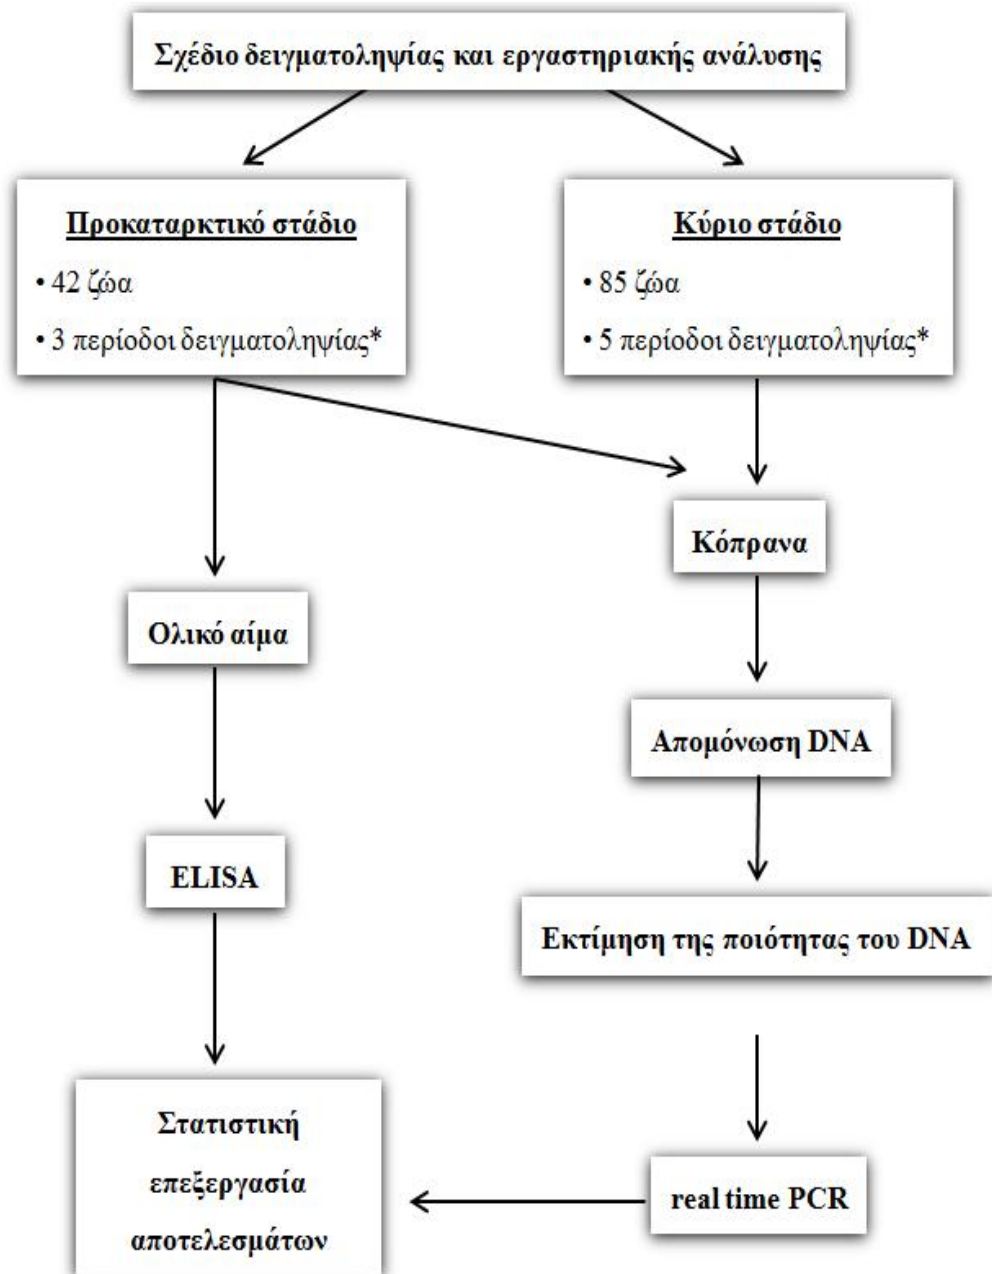 Σχέδιο δειγματοληψίας και εργαστηριακής ανάλυσης
Προκαταρκτικό στάδιο
• 42 ζώα
• 3 περίοδοι δειγματοληψίας*
Κύριο στάδιο
• 85 ζώα
• 5 περίοδοι δειγματοληψίας*
Κόπρανα
Ολικό αίμα
Απομόνωση DNA
ELISA
Εκτίμηση της ποιότητας του DNA
Στατιστική
επεξεργασία
αποτελεσμάτων
real time PCR